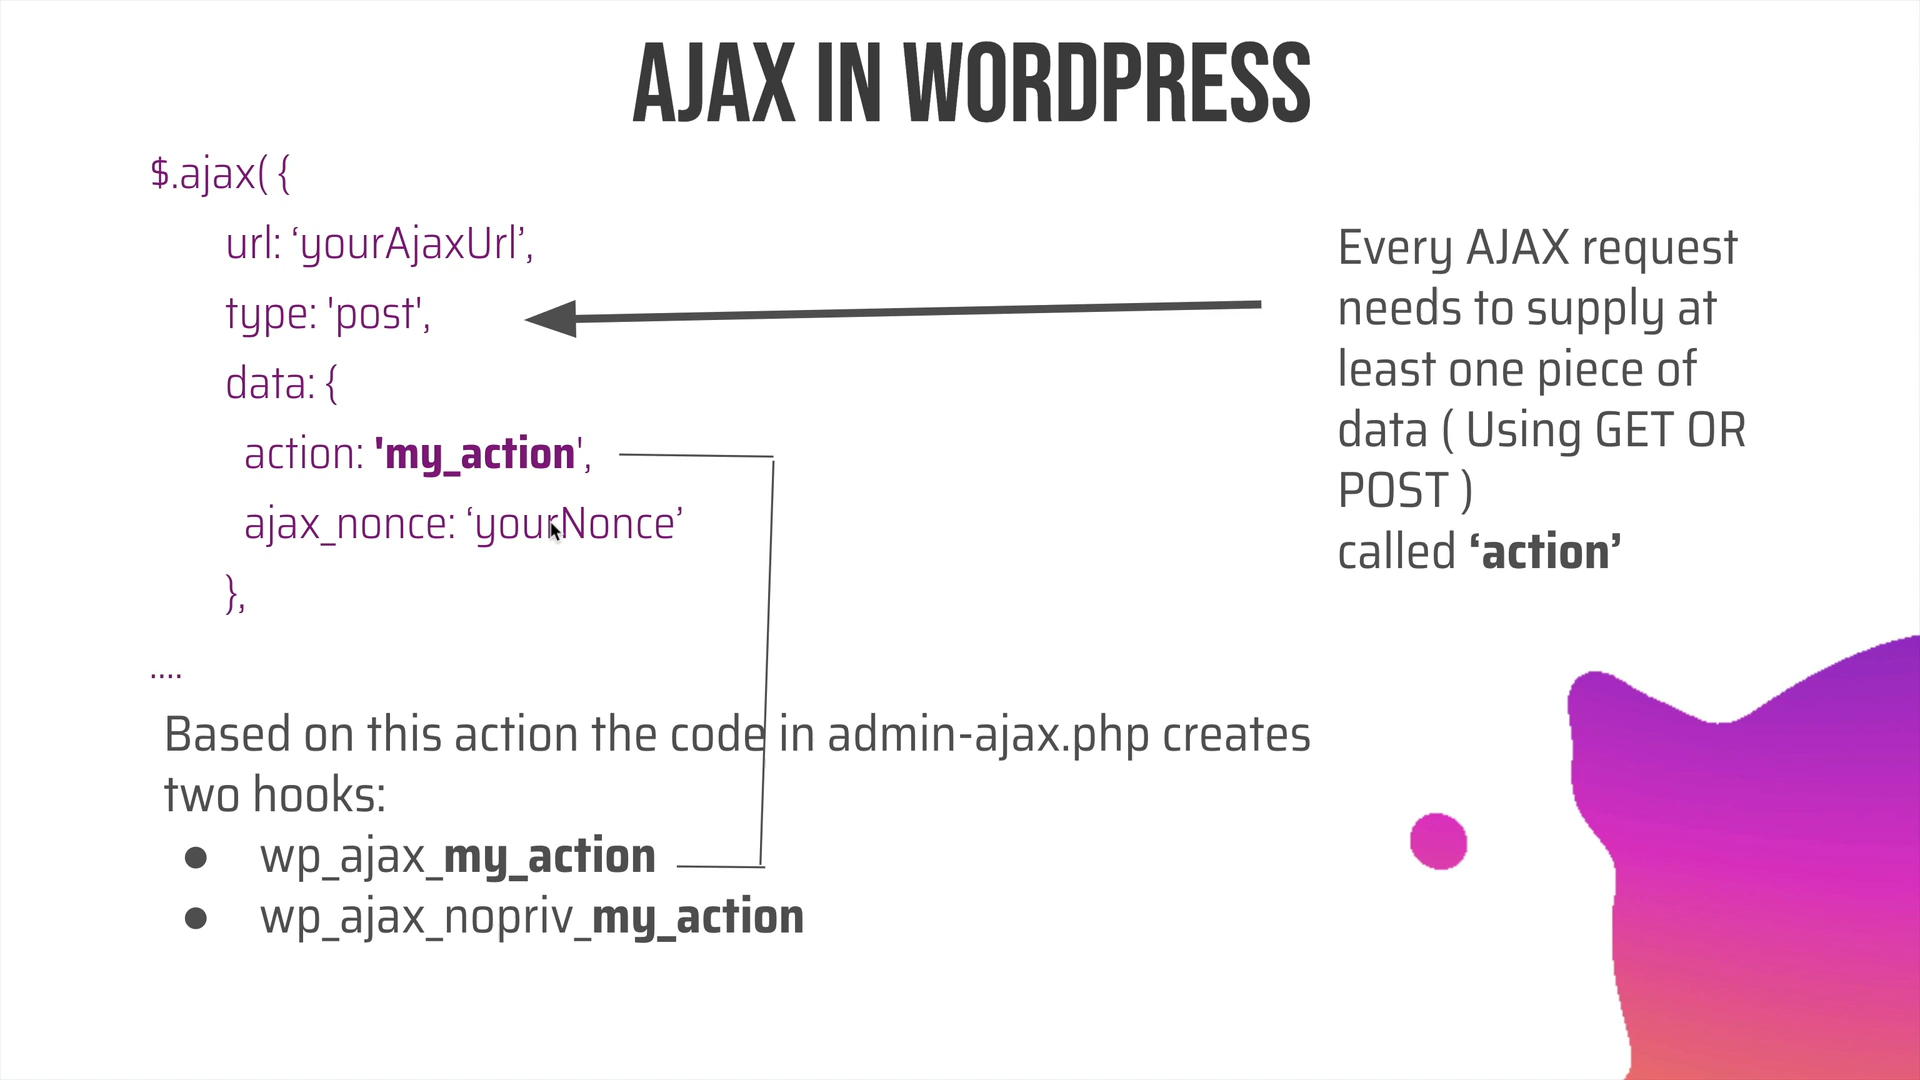 AJAX IN WORDPRESS
$.ajax( {
url: ‘yourAjaxUrl’,
type: 'post',
data: {
action: 'my_action',
ajax_nonce: ‘yourNonce’
},
....
Every AJAX request
needs to supply at
least one piece of
data ( Using GET OR
POST )
called ‘action’
Based on this action the code in admin-ajax.php creates
two hooks:
● wp_ajax_my_action
● wp_ajax_nopriv_my_action